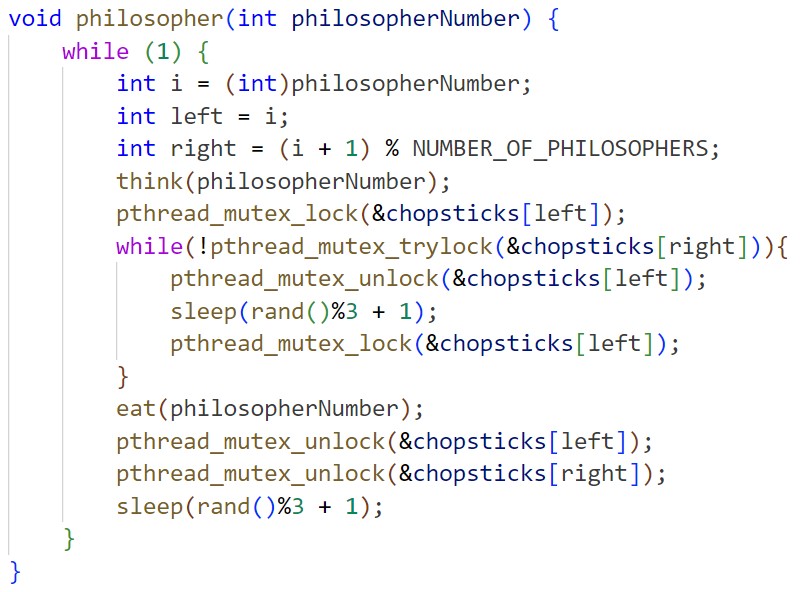 void philosopher(int philosopherNumber) {
    while (1) {
        int i = (int)philosopherNumber;
        int left = i;
        int right = (i + 1) % NUMBER_OF_PHILOSOPHERS;
        think(philosopherNumber);
        pthread_mutex_lock(&chopsticks[left]);
        while(!pthread_mutex_trylock(&chopsticks[right])){
            pthread_mutex_unlock(&chopsticks[left]);
            sleep(rand()%3 + 1);
            pthread_mutex_lock(&chopsticks[left]);
        }
        eat(philosopherNumber);
        pthread_mutex_unlock(&chopsticks[left]);
        pthread_mutex_unlock(&chopsticks[right]);
        sleep(rand()%3 + 1);
    }
}